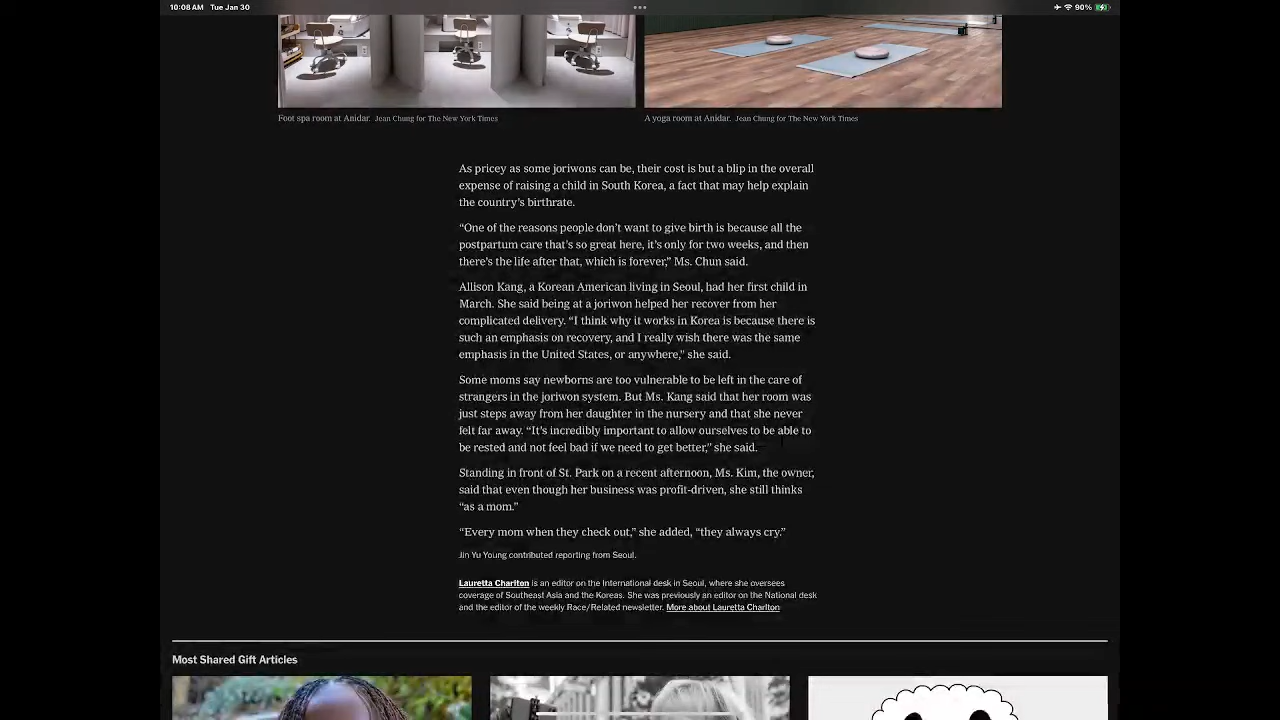 10:08 AM Tue Jan 30
90%
Foot spa room at Anidar. Jean Chung for The New York Times
A yoga room at Anidar. Jean Chung for The New York Times
As pricey as some joriwons can be, their cost is but a blip in the overall
expense of raising a child in South Korea, a fact that may help explain
the country’s birthrate.
“One of the reasons people don’t want to give birth is because all the
postpartum care that’s so great here, it’s only for two weeks, and then
there’s the life after that, which is forever,” Ms. Chun said.
Allison Kang, a Korean American living in Seoul, had her first child in
March. She said being at a joriwon helped her recover from her
complicated delivery. “I think why it works in Korea is because there is
such an emphasis on recovery, and I really wish there was the same
emphasis in the United States, or anywhere,” she said.
Some moms say newborns are too vulnerable to be left in the care of
strangers in the joriwon system. But Ms. Kang said that her room was
just steps away from her daughter in the nursery and that she never
felt far away. “It’s incredibly important to allow ourselves to be able to
be rested and not feel bad if we need to get better,” she said.
Standing in front of St. Park on a recent afternoon, Ms. Kim, the owner,
said that even though her business was profit-driven, she still thinks
“as a mom.”
“Every mom when they check out,” she added, “they always cry.”
Jin Yu Young contributed reporting from Seoul.
Lauretta Charlton is an editor on the International desk in Seoul, where she oversees
coverage of Southeast Asia and the Koreas. She was previously an editor on the National desk
and the editor of the weekly Race/Related newsletter. More about Lauretta Charlton
Most Shared Gift Articles